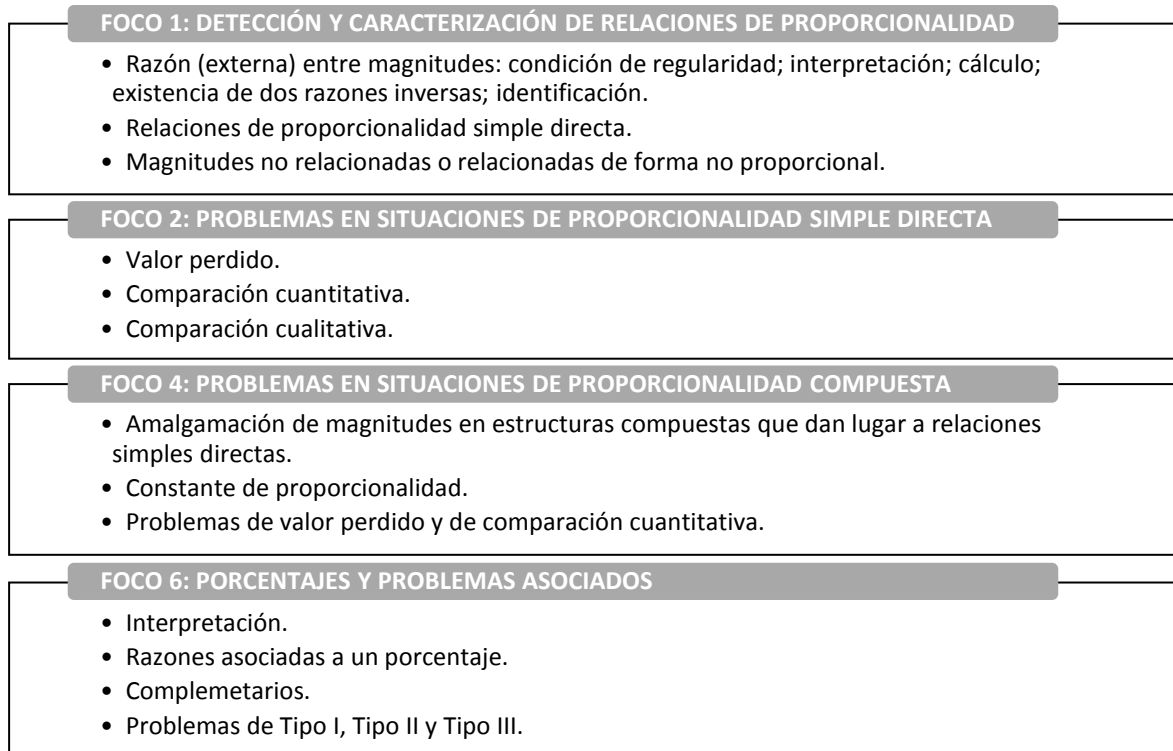 FOCO 1: DETECCIÓN Y CARACTERIZACIÓN DE RELACIONES DE PROPORCIONALIDAD
• Razón (externa) entre magnitudes: condición de regularidad; interpretación; cálculo;
existencia de dos razones inversas; identificación.
• Relaciones de proporcionalidad simple directa.
• Magnitudes no relacionadas o relacionadas de forma no proporcional.
FOCO 2: PROBLEMAS EN SITUACIONES DE PROPORCIONALIDAD SIMPLE DIRECTA
• Valor perdido.
• Comparación cuantitativa.
• Comparación cualitativa.
FOCO 4: PROBLEMAS EN SITUACIONES DE PROPORCIONALIDAD COMPUESTA
• Amalgamación de magnitudes en estructuras compuestas que dan lugar a relaciones
simples directas.
• Constante de proporcionalidad.
• Problemas de valor perdido y de comparación cuantitativa.
FOCO 6: PORCENTAJES Y PROBLEMAS ASOCIADOS
• Interpretación.
• Razones asociadas a un porcentaje.
• Complemetarios.
• Problemas de Tipo I, Tipo II y Tipo III.